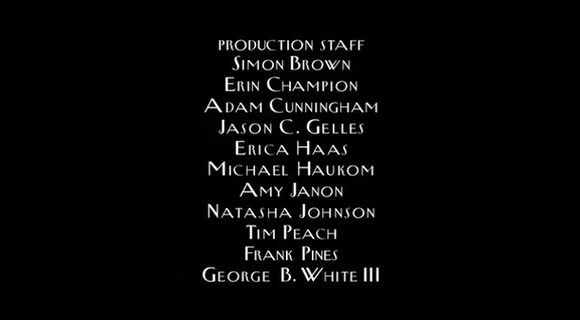 PRODUCTION STAFF
SIMON BROWN
ERIN CHAMPION
ADAM CUNNINGHAM
JASON C. GELLES
ERICA HAAS
MICHAEL HAUKOM
AMY JANON
NATASHA JOHNSON
TIM PEACH
FRANK PINES
GEORGE B. WHITE III